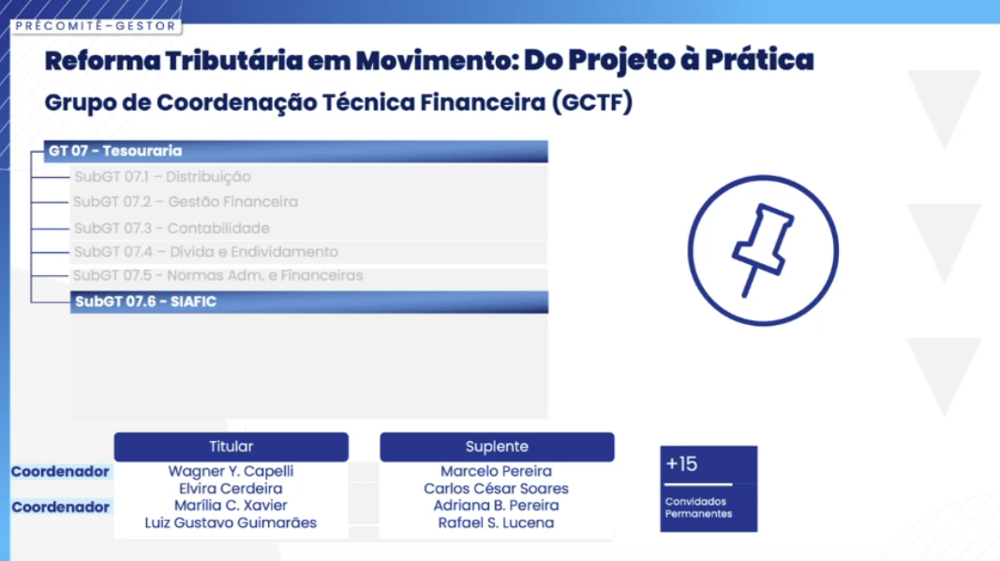 PRÉCOMITÊ-GESTOR
Reforma Tributária em Movimento: Do Projeto à Prática
Grupo de Coordenação Técnica Financeira (GCTF)
GT 07 - Tesouraria
SubGT 07.1 – Distribuição
SubGT 07.2 – Gestão Financeira
SubGT 07.3 - Contabilidade
SubGT 07.4 – Dívida e Endividamento
SubGT 07.5 - Normas Adm. e Financeiras
SubGT 07.6 - SIAFIC
Titular Suplente
Coordenador Wagner Y. Capelli Marcelo Pereira
Elvira Cerdeira Carlos César Soares
Coordenador Marília C. Xavier Adriana B. Pereira
Luiz Gustavo Guimarães Rafael S. Lucena
+15
Convidados
Permanentes